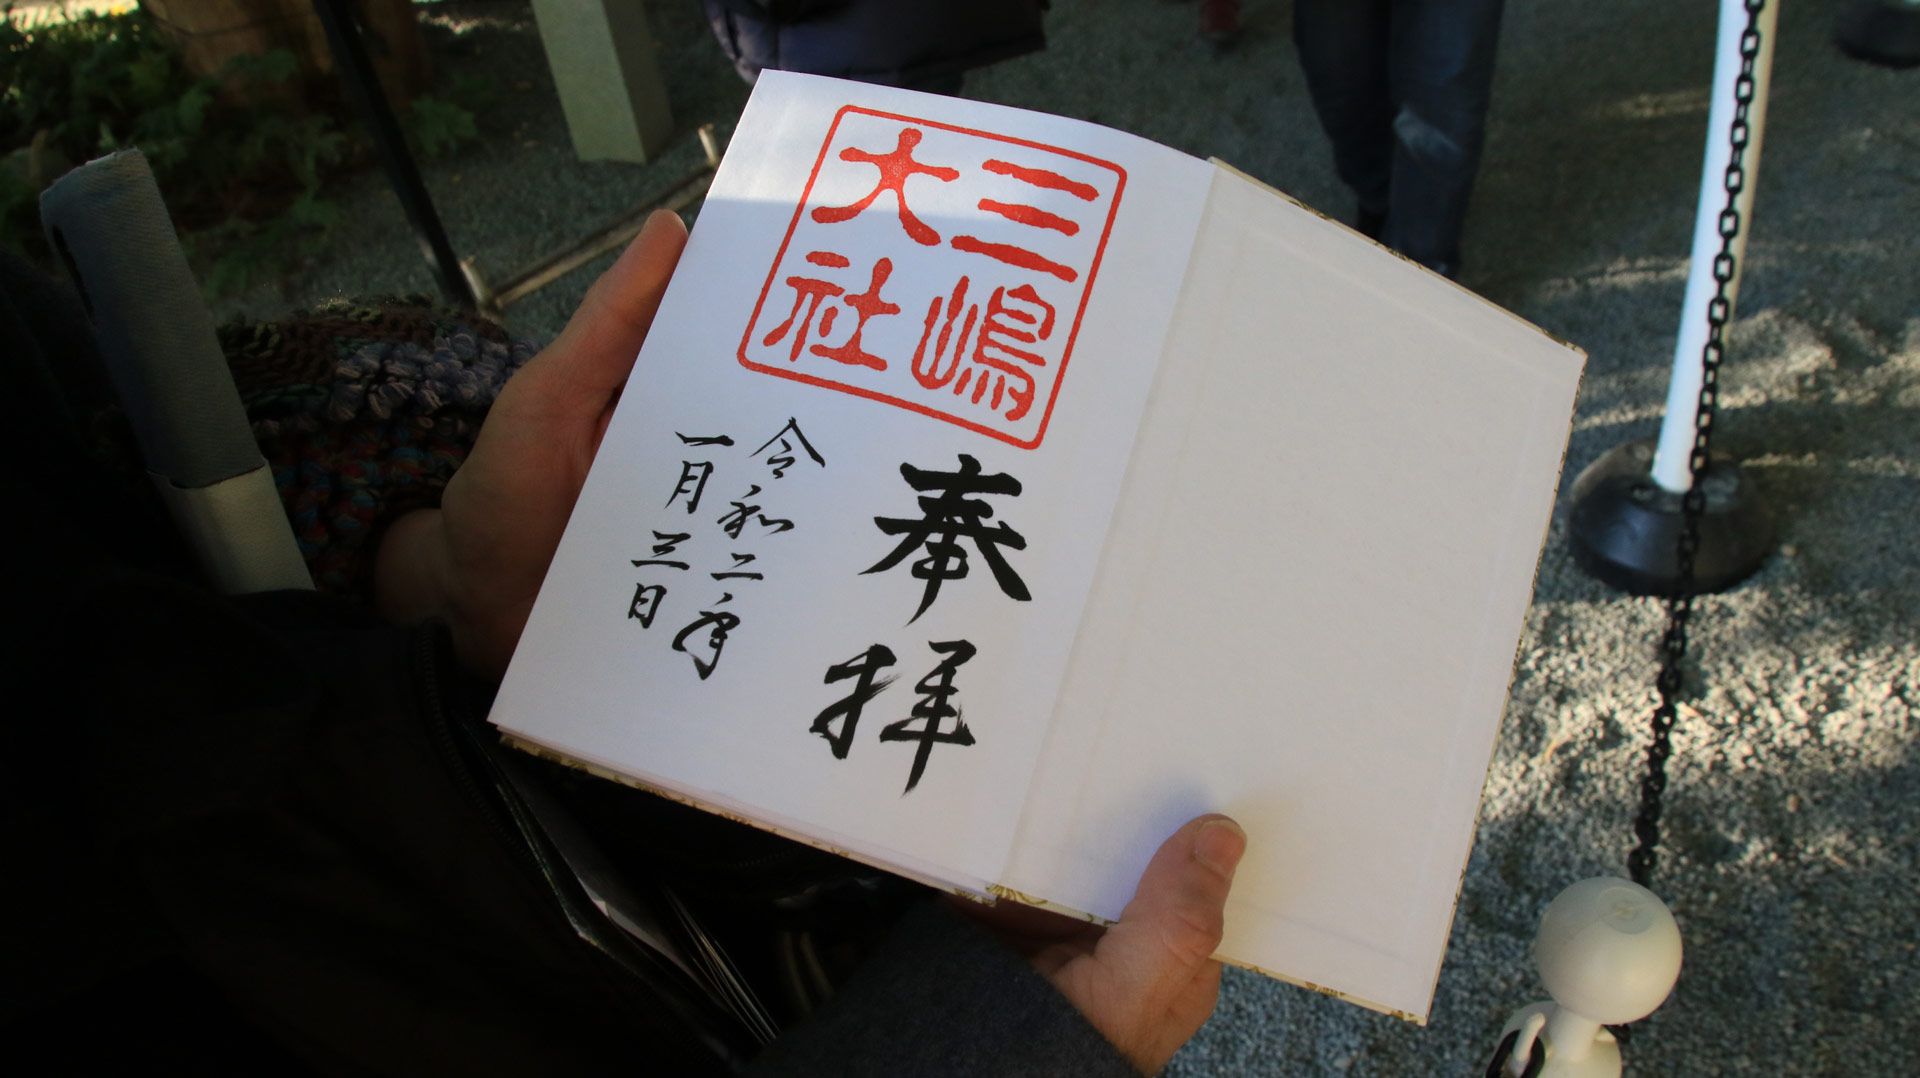 三嶋
大社
奉拝
令和二年
一月三日